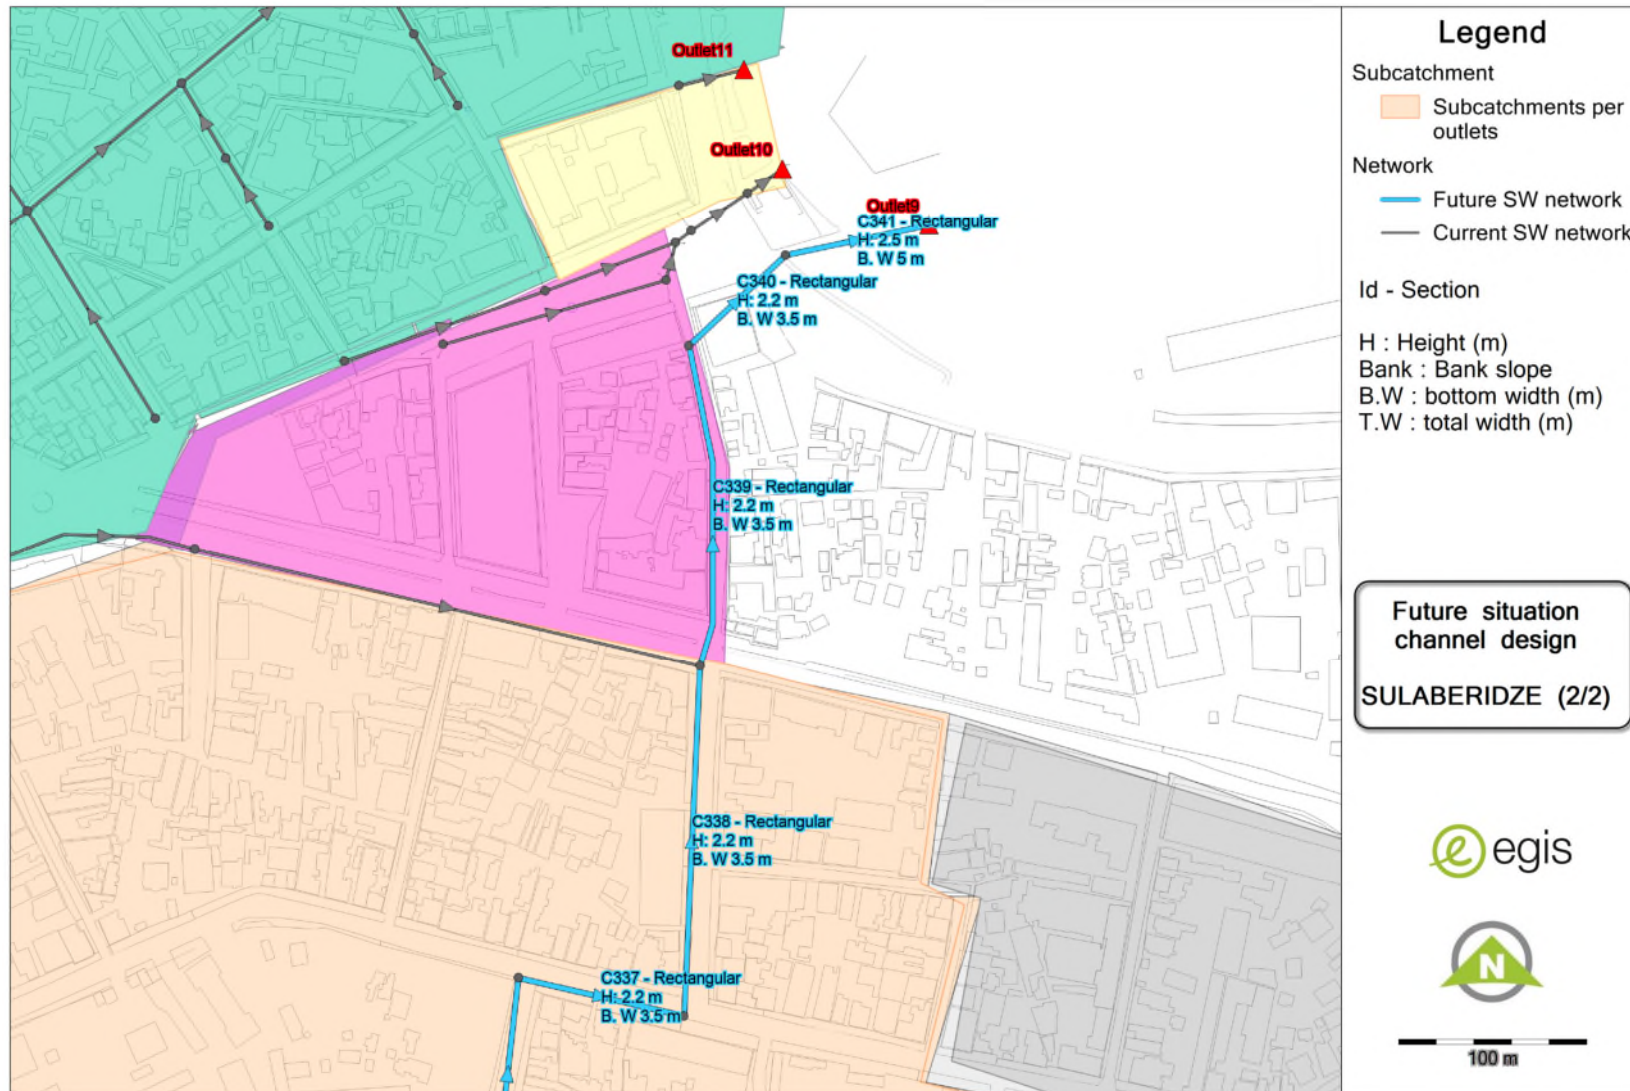 Outlet11
Outlet10
Outlet9
C341 - Rectangular
H: 2.5 m
B. W 5 m
C340 - Rectangular
H: 2.2 m
B. W 3.5 m
C339 - Rectangular
H: 2.2 m
B. W 3.5 m
C338 - Rectangular
H: 2.2 m
B. W 3.5 m
C337 - Rectangular
H: 2.2 m
B. W 3.5 m
Legend
Subcatchment
Subcatchments per
outlets
Network
Future SW network
Current SW network
Id - Section
H : Height (m)
Bank : Bank slope
B.W : bottom width (m)
T.W : total width (m)
Future situation
channel design
SULABERIDZE (2/2)
e egis
N
100 m